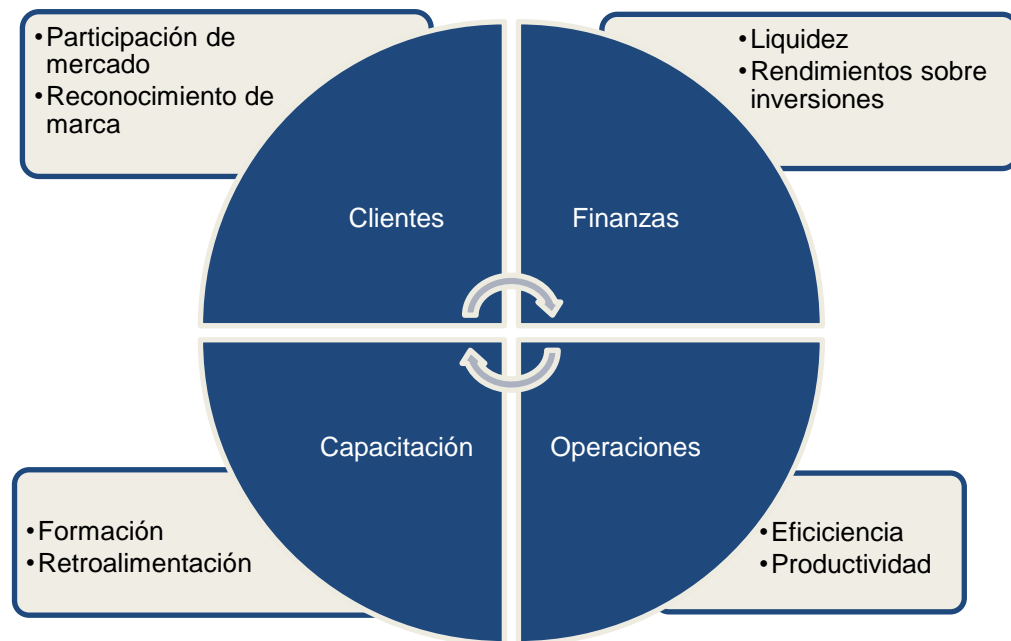 •Participación de
mercado
•Reconocimiento de
marca
•Liquidez
•Rendimientos sobre
inversiones
Clientes
Finanzas
Capacitación
Operaciones
•Formación
•Retroalimentación
•Eficiciencia
•Productividad